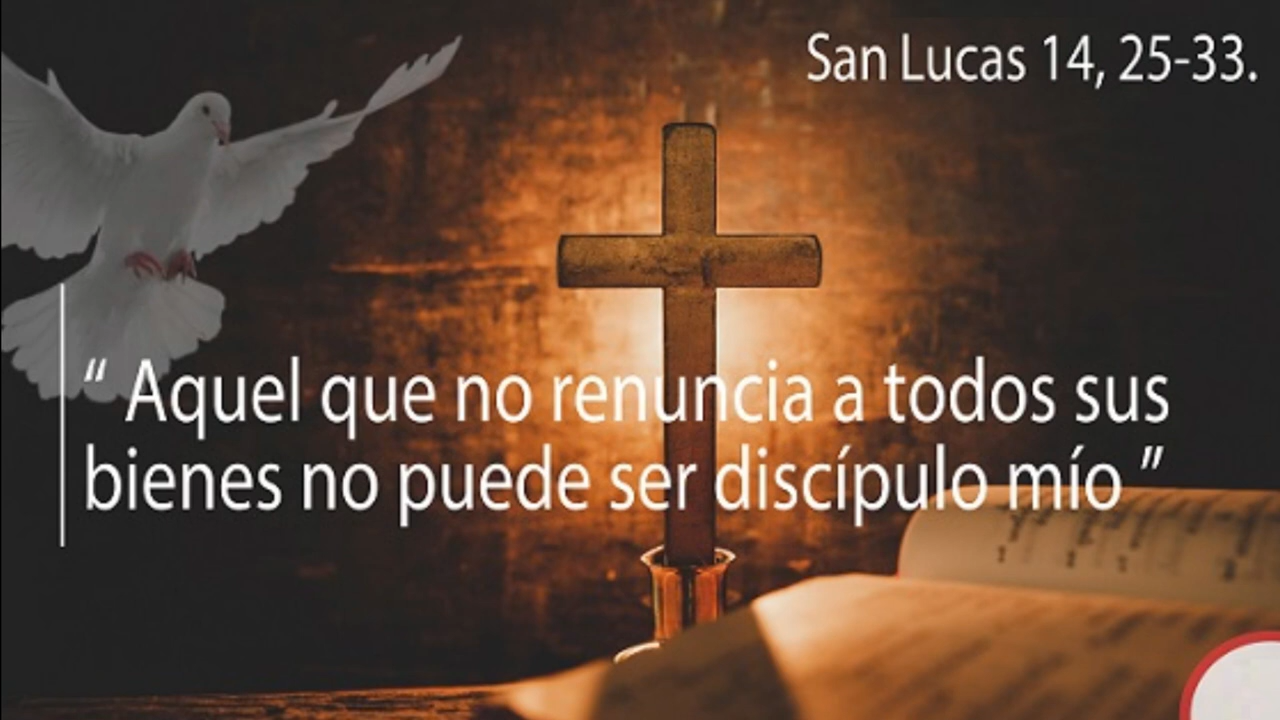 San Lucas 14, 25-33.
“ Aquel que no renuncia a todos sus
bienes no puede ser discípulo mío ”